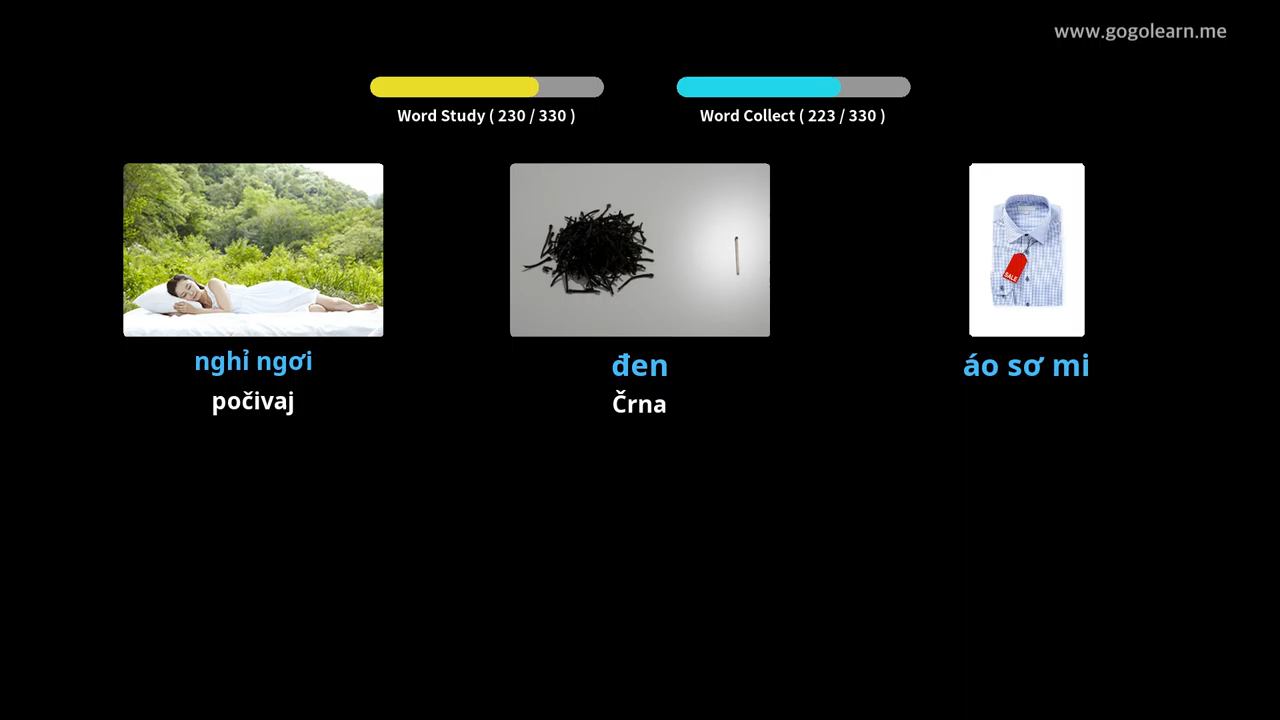 www.gogolearn.me
Word Study ( 230 / 330 )
Word Collect ( 223 / 330 )
SALE
nghỉ ngơi
đen
áo sơ mi
počivaj
Črna